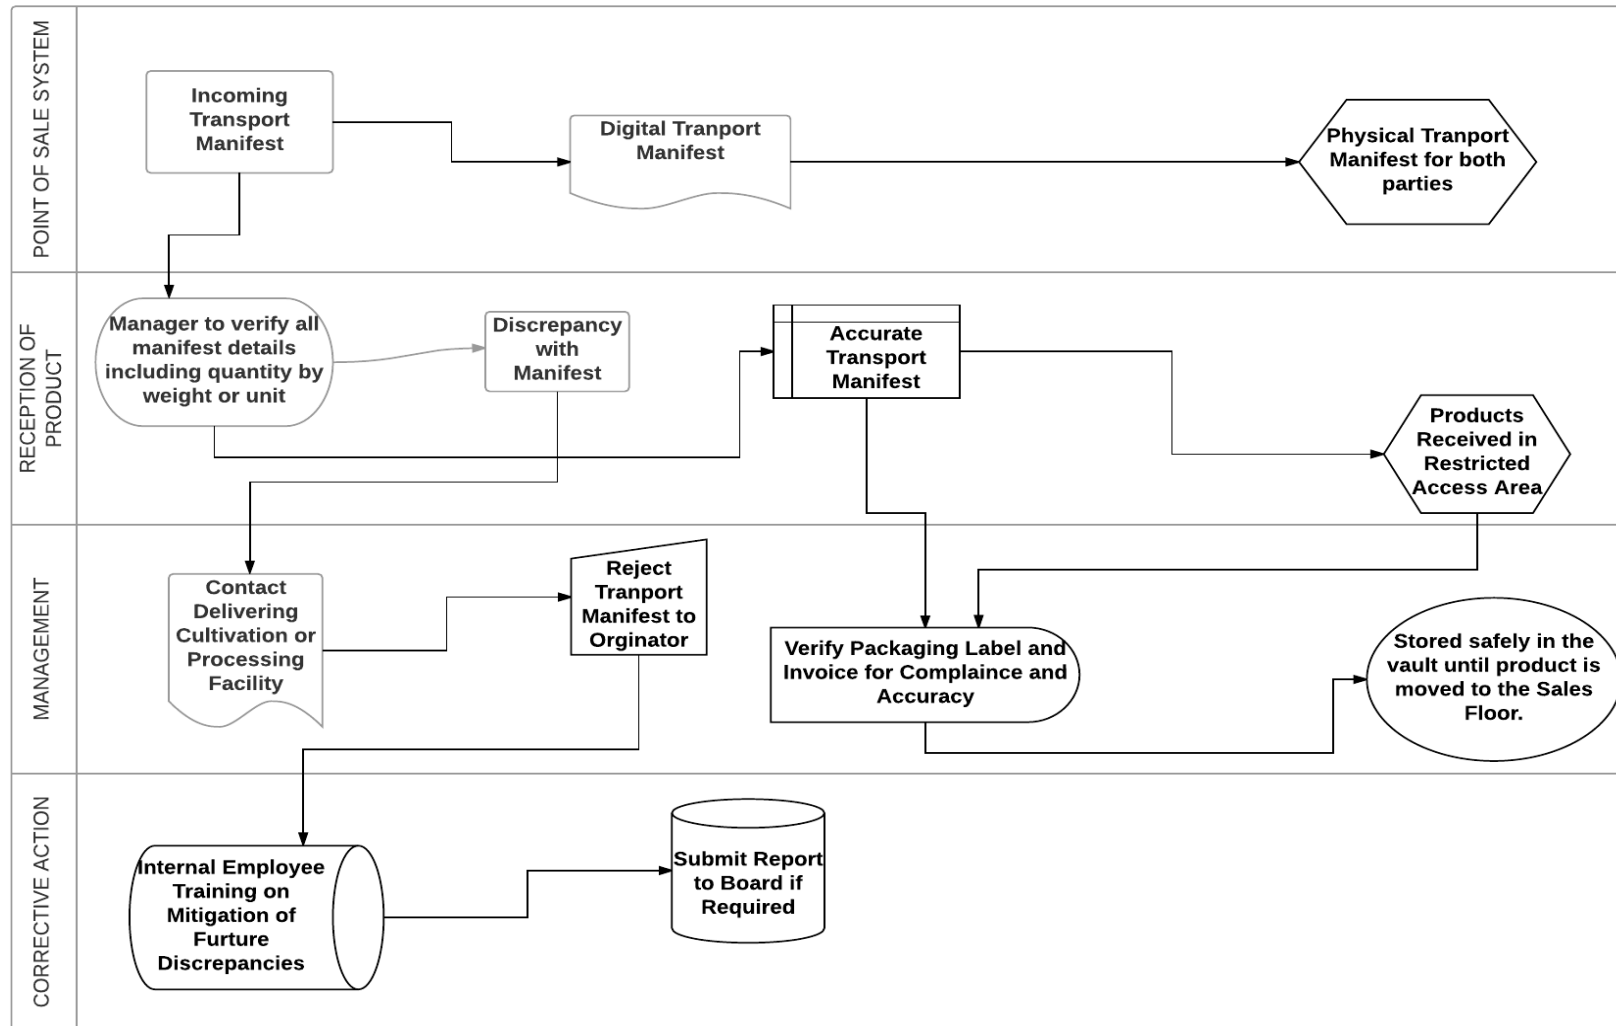 POINT OF SALE SYSTEM
Incoming
Transport
Manifest
Digital Tranport
Manifest
Physical Tranport
Manifest for both
parties
RECEPTION OF
PRODUCT
Manager to verify all
manifest details
including quantity by
weight or unit
Discrepancy
with
Manifest
Accurate
Transport
Manifest
Products
Received in
Restricted
Access Area
MANAGEMENT
Contact
Delivering
Cultivation or
Processing
Facility
Reject
Tranport
Manifest to
Orginator
Verify Packaging Label and
Invoice for Complaince and
Accuracy
Stored safely in the
vault until product is
moved to the Sales
Floor.
CORRECTIVE ACTION
Internal Employee
Training on
Mitigation of
Furture
Discrepancies
Submit Report
to Board if
Required